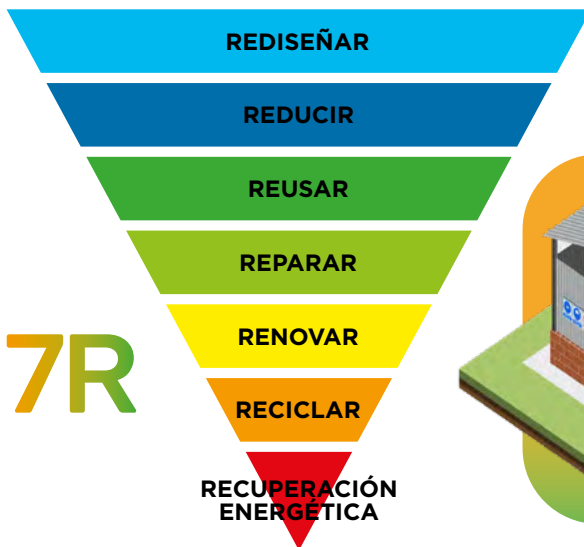 REDISEÑAR
REDUCIR
REUSAR
REPARAR
RENOVAR
7R
RECICLAR
RECUPERACIÓN
ENERGÉTICA